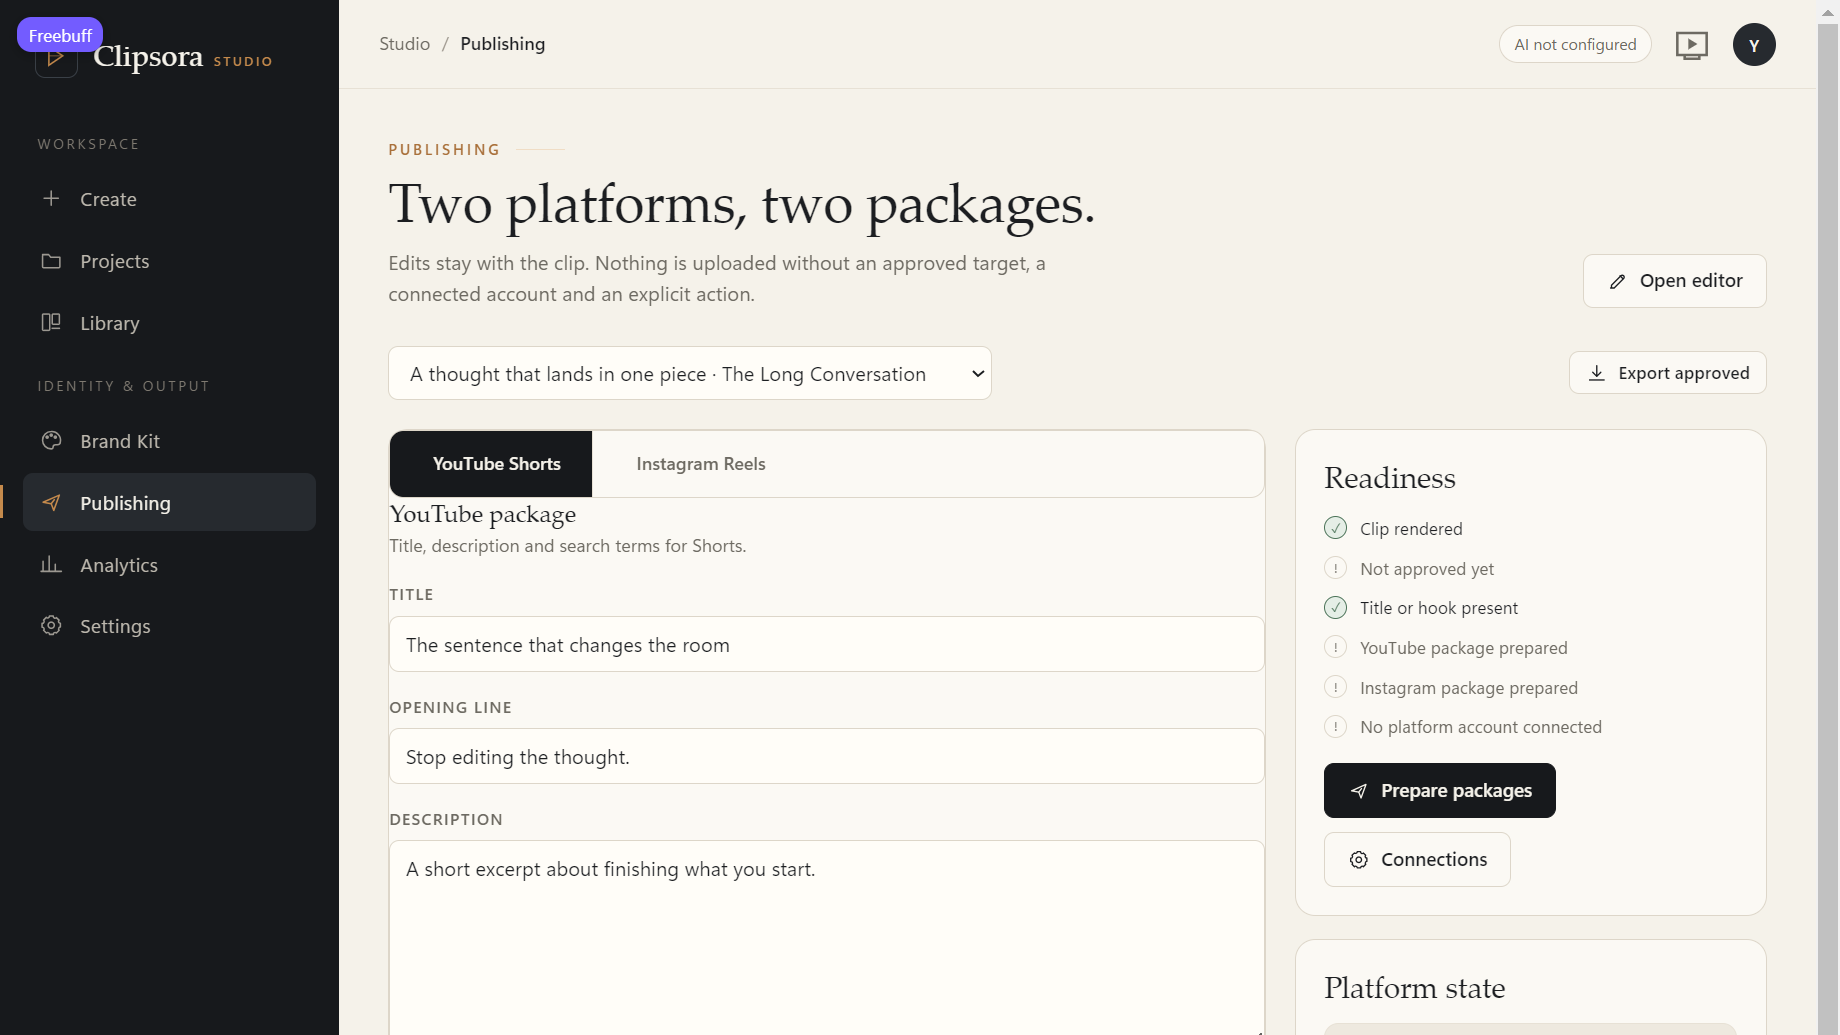 Freebuff
Clipsora STUDIO
WORKSPACE
Create
Projects
Library
IDENTITY & OUTPUT
Brand Kit
Publishing
Analytics
Settings
Studio / Publishing
AI not configured
Y
PUBLISHING
Two platforms, two packages.
Edits stay with the clip. Nothing is uploaded without an approved target, a
connected account and an explicit action.
Open editor
A thought that lands in one piece · The Long Conversation
Export approved
YouTube Shorts
Instagram Reels
YouTube package
Title, description and search terms for Shorts.
TITLE
The sentence that changes the room
OPENING LINE
Stop editing the thought.
DESCRIPTION
A short excerpt about finishing what you start.
Readiness
Clip rendered
! Not approved yet
Title or hook present
! YouTube package prepared
! Instagram package prepared
! No platform account connected
Prepare packages
Connections
Platform state